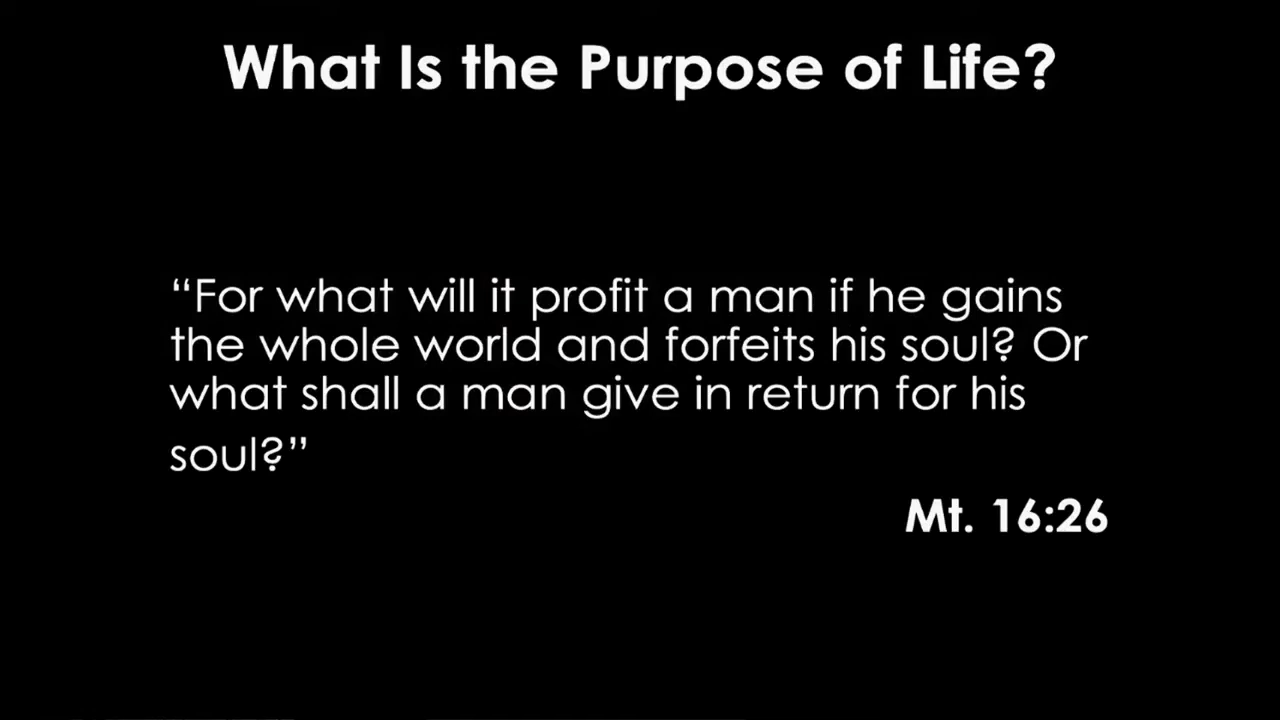 What Is the Purpose of Life?
“For what will it profit a man if he gains
the whole world and forfeits his soul? Or
what shall a man give in return for his
soul?”
Mt. 16:26